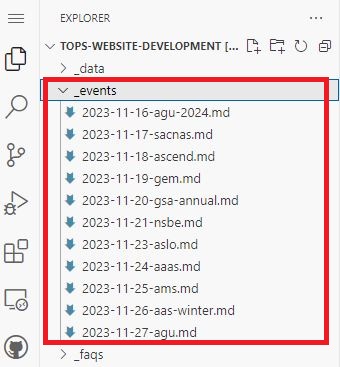 EXPLORER
TOPS-WEBSITE-DEVELOPMENT [...
_data
_events
2023-11-16-agu-2024.md
2023-11-17-sacnas.md
2023-11-18-ascend.md
2023-11-19-gem.md
2023-11-20-gsa-annual.md
2023-11-21-nsbe.md
2023-11-23-aslo.md
2023-11-24-aaas.md
2023-11-25-ams.md
2023-11-26-aas-winter.md
2023-11-27-agu.md
_faqs